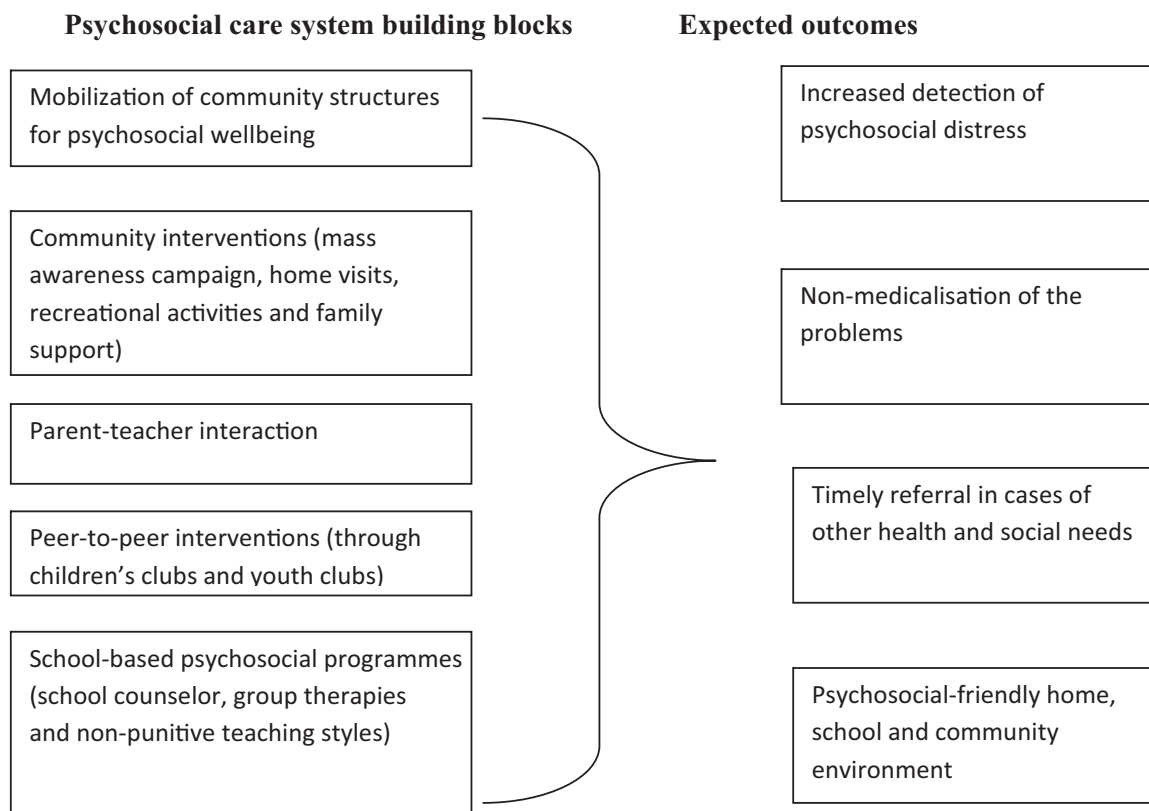 Psychosocial care system building blocks
Expected outcomes
Mobilization of community structures
for psychosocial wellbeing
Community interventions (mass
awareness campaign, home visits,
recreational activities and family
support)
Parent-teacher interaction
Peer-to-peer interventions (through
children’s clubs and youth clubs)
School-based psychosocial programmes
(school counselor, group therapies
and non-punitive teaching styles)
Increased detection of
psychosocial distress
Non-medicalisation of the
problems
Timely referral in cases of
other health and social needs
Psychosocial-friendly home,
school and community
environment